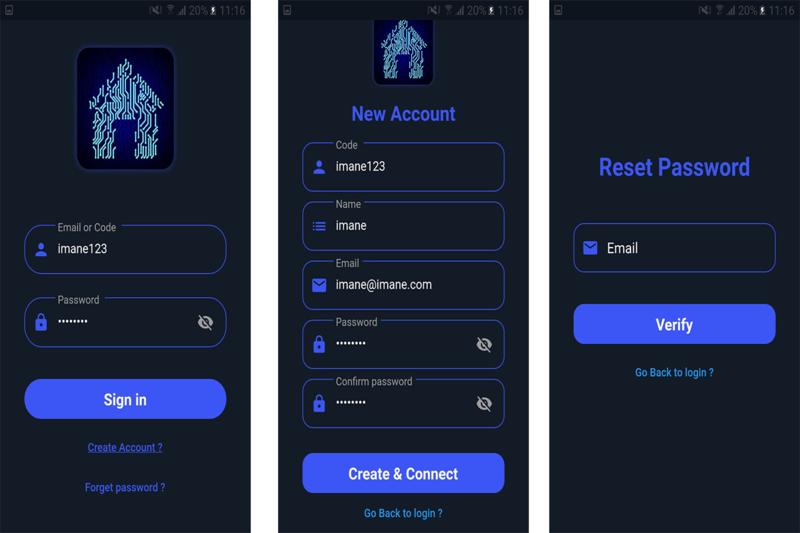 20% 11:16
Email or Code
imane123
Password
••••••••
Sign in
Create Account ?
Forget password ?
20% 11:16
New Account
Code
imane123
Name
imane
Email
imane@imane.com
Password
••••••••
Confirm password
••••••••
Create & Connect
Go Back to login ?
20% 11:16
Reset Password
Email
Verify
Go Back to login ?